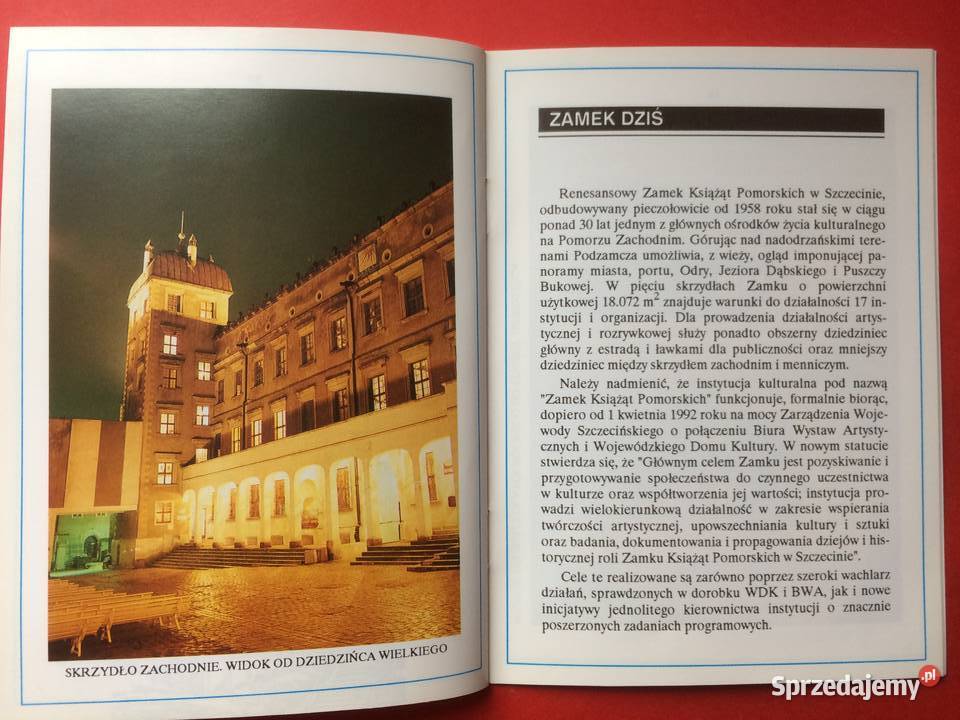 SKRZYDŁO ZACHODNIE. WIDOK OD DZIEDZIŃCA WIELKIEGO
ZAMEK DZIŚ
Renesansowy Zamek Książąt Pomorskich w Szczecinie,
odbudowywany pieczołowicie od 1958 roku stał się w ciągu
ponad 30 lat jednym z głównych ośrodków życia kulturalnego
na Pomorzu Zachodnim. Górując nad nadodrzańskimi tere-
nami Podzamcza umożliwia, z wieży, ogląd imponującej pa-
noramy miasta, portu, Odry, Jeziora Dąbskiego i Puszczy
Bukowej. W pięciu skrzydłach Zamku o powierzchni
użytkowej 18.072 m² znajduje warunki do działalności 17 in-
stytucji i organizacji. Dla prowadzenia działalności artys-
tycznej i rozrywkowej służy ponadto obszerny dziedziniec
główny z estradą i ławkami dla publiczności oraz mniejszy
dziedziniec między skrzydłem zachodnim i menniczym.
Należy nadmienić, że instytucja kulturalna pod nazwą
"Zamek Książąt Pomorskich" funkcjonuje, formalnie biorąc,
dopiero od 1 kwietnia 1992 roku na mocy Zarządzenia Woje-
wody Szczecińskiego o połączeniu Biura Wystaw Artysty-
cznych i Wojewódzkiego Domu Kultury. W nowym statucie
stwierdza się, że "Głównym celem Zamku jest pozyskiwanie i
przygotowywanie społeczeństwa do czynnego uczestnictwa
w kulturze oraz współtworzenia jej wartości; instytucja pro-
wadzi wielokierunkową działalność w zakresie wspierania
twórczości artystycznej, upowszechniania kultury i sztuki
oraz badania, dokumentowania i propagowania dziejów i his-
torycznej roli Zamku Książąt Pomorskich w Szczecinie".
Cele te realizowane są zarówno poprzez szeroki wachlarz
działań, sprawdzonych w dorobku WDK i BWA, jak i nowe
inicjatywy jednolitego kierownictwa instytucji o znacznie
poszerzonych zadaniach programowych.
Sprzedajemy.pl